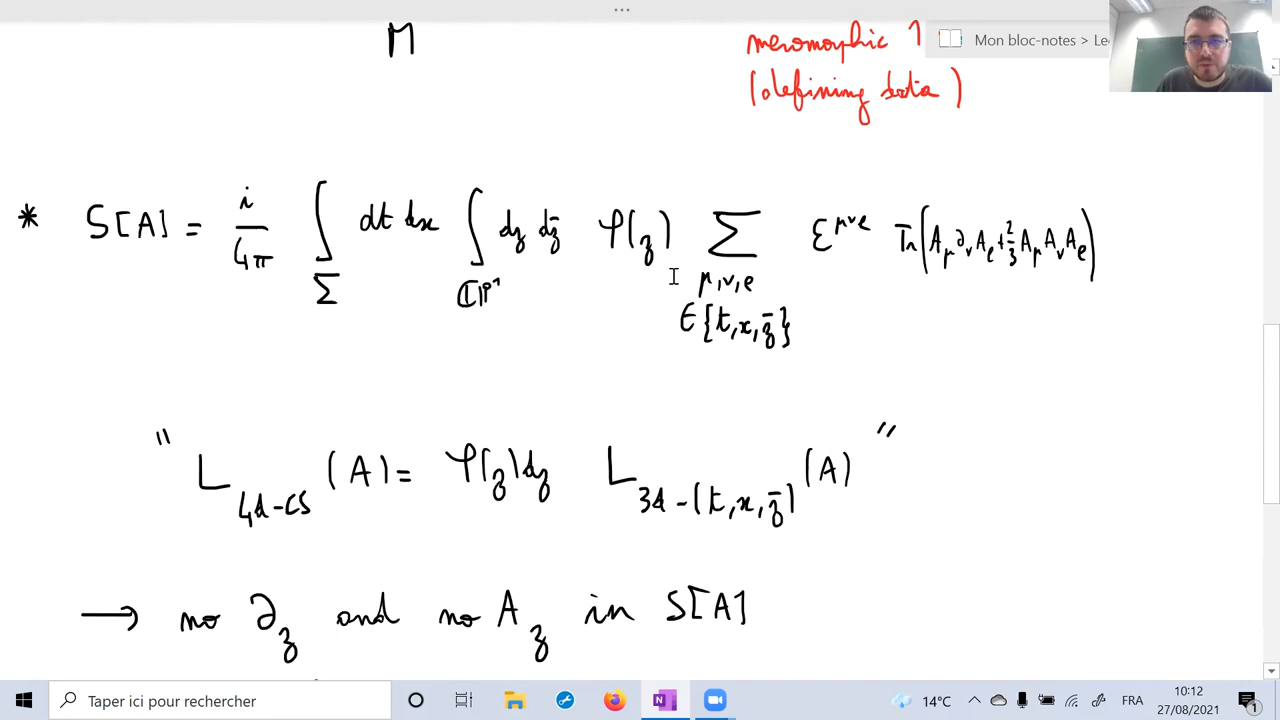 M
meromorphic 1
(defining data)
Mon bloc-notes > Le
* S[A] = i/4π ∫_Σ dt dx ∫_{ℂP¹} dz dz̄ φ(z) Σ_{μ,ν,ρ ∈{t,x,z̄}} ε^{μνρ} Tr(A_μ ∂_ν A_ρ + 2/3 A_μ A_ν A_ρ)
" L_{4d-CS} (A) = φ(z)dz L_{3d-(t,x,z̄)} (A) "
⟶ no ∂_z and no A_z in S[A]
Taper ici pour rechercher
14°C
FRA
10:12
27/08/2021
1